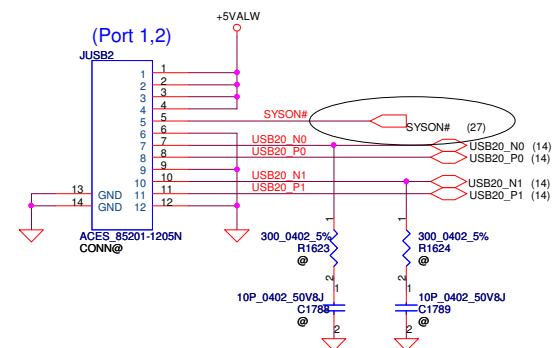 +5VALW
(Port 1,2)
JUSB2
1 1
2 2
3 3
4 4
5 5 SYSON# SYSON# (27)
6 6
7 7 USB20_N0 USB20_N0 (14)
8 8 USB20_P0 USB20_P0 (14)
9 9
10 10 USB20_N1 USB20_N1 (14)
13 GND 11 11 USB20_P1 USB20_P1 (14)
14 GND 12 12
ACES_85201-1205N
CONN@
1 1
300_0402_5% 300_0402_5%
R1623 R1624
@ @
2 2
1 1
10P_0402_50V8J 10P_0402_50V8J
C1788 C1789
@ @
2 2